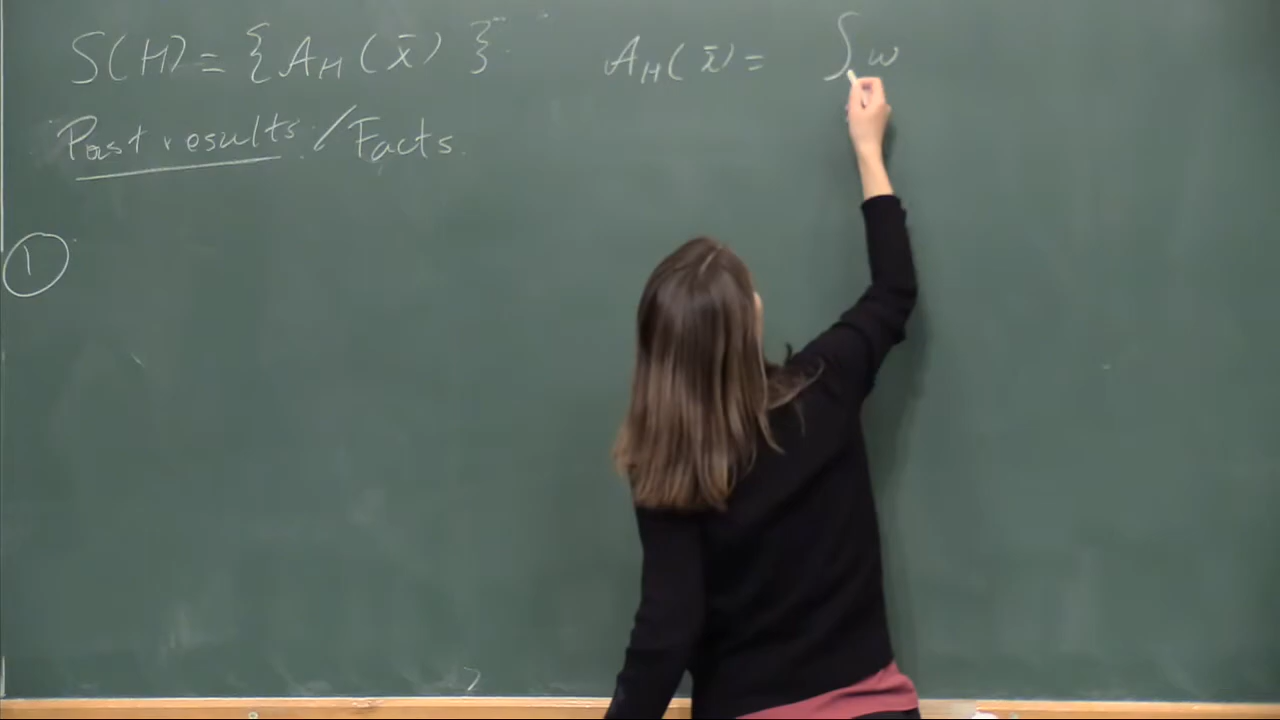 S(H) = { A_H(x̄) } A_H(x̄) = ∫ω
Past results / Facts.
①